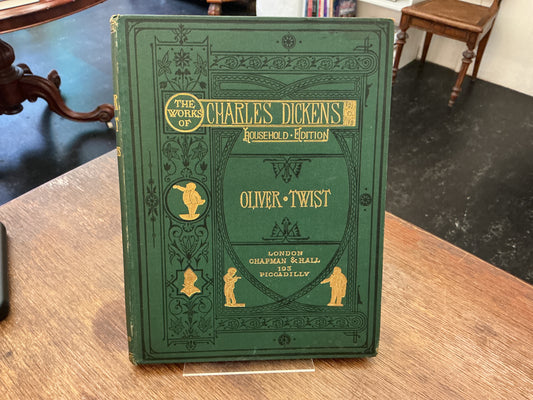 THE
WORKS
OF
CHARLES DICKENS
HOUSEHOLD • EDITION
OLIVER • TWIST
LONDON
CHAPMAN & HALL
193
PICCADILLY